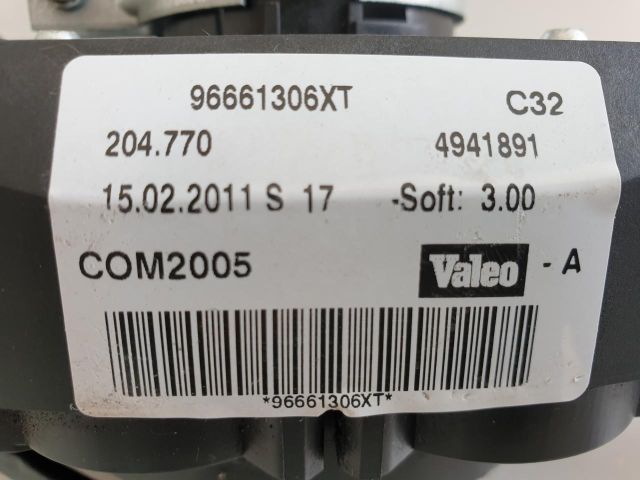 96661306XT C32
204.770 4941891
15.02.2011 S 17 -Soft: 3.00
COM2005 Valeo - A
*96661306XT*